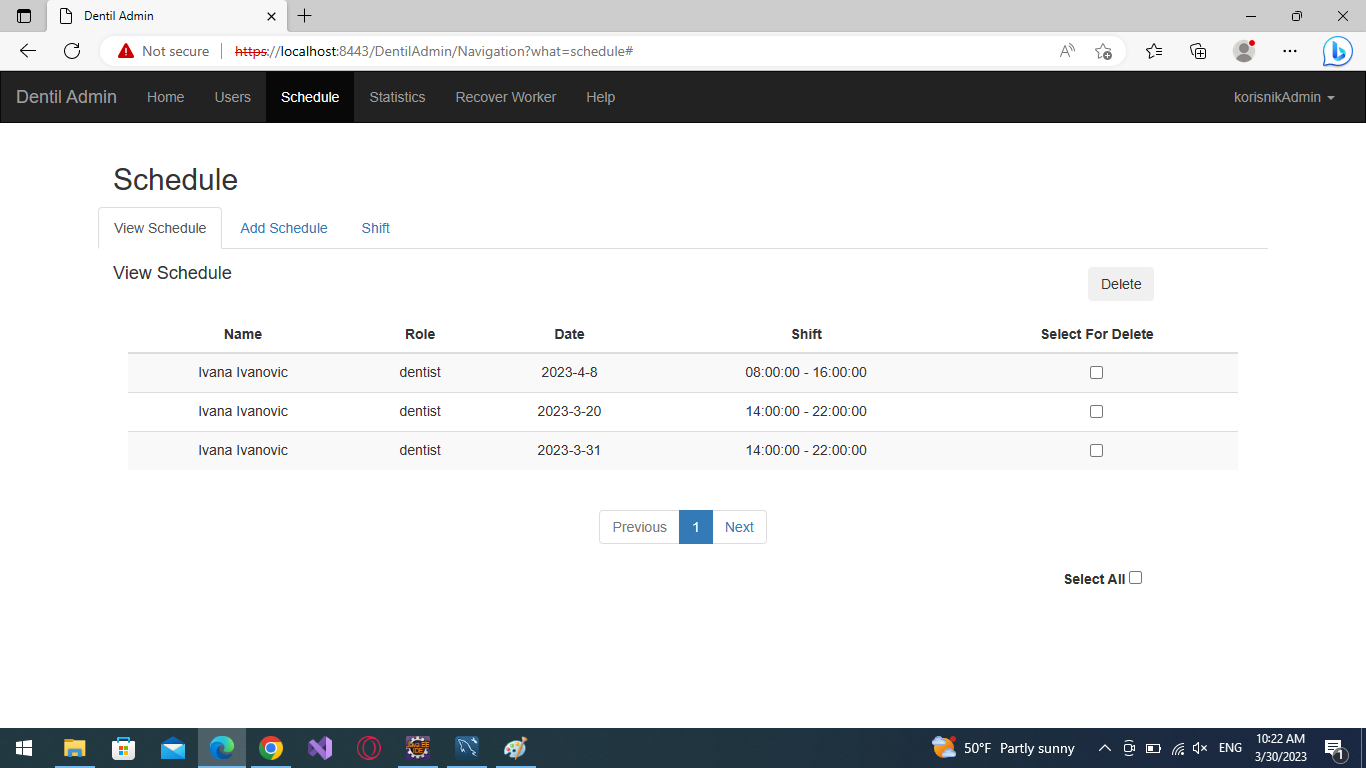 Dentil Admin
Not secure https://localhost:8443/DentilAdmin/Navigation?what=schedule#
Dentil Admin Home Users Schedule Statistics Recover Worker Help korisnikAdmin
Schedule
View Schedule Add Schedule Shift
View Schedule Delete
Name Role Date Shift Select For Delete
Ivana Ivanovic dentist 2023-4-8 08:00:00 - 16:00:00
Ivana Ivanovic dentist 2023-3-20 14:00:00 - 22:00:00
Ivana Ivanovic dentist 2023-3-31 14:00:00 - 22:00:00
Previous 1 Next
Select All
50°F Partly sunny ENG 10:22 AM
3/30/2023 1